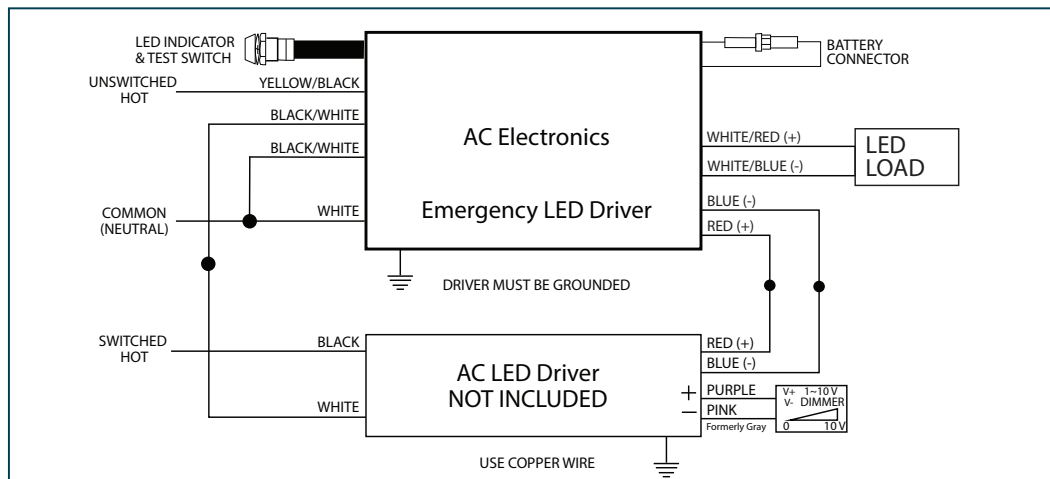 LED INDICATOR
& TEST SWITCH
BATTERY
CONNECTOR
UNSWITCHED
HOT
YELLOW/BLACK
BLACK/WHITE
BLACK/WHITE
COMMON
(NEUTRAL)
WHITE
AC Electronics
Emergency LED Driver
WHITE/RED (+)
WHITE/BLUE (-)
LED
LOAD
BLUE (-)
RED (+)
DRIVER MUST BE GROUNDED
SWITCHED
HOT
BLACK
WHITE
AC LED Driver
NOT INCLUDED
RED (+)
BLUE (-)
+ PURPLE
− PINK
Formerly Gray
V+ 1~10 V
V- DIMMER
0 10 V
USE COPPER WIRE